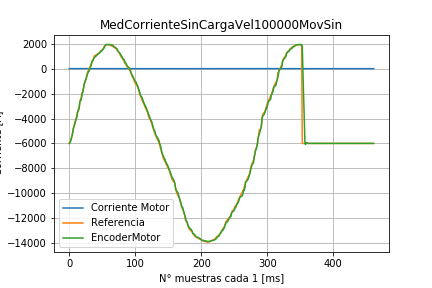 MedCorrienteSinCargaVel100000MovSin
2000
0
−2000
−4000
−6000
−8000
−10000
−12000
−14000
Corriente Motor
Referencia
EncoderMotor
0 100 200 300 400
N° muestras cada 1 [ms]